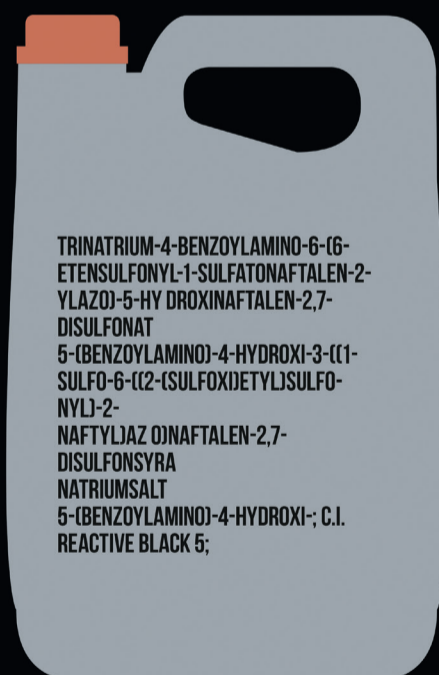 TRINATRIUM-4-BENZOYLAMINO-6-(6-
ETENSULFONYL-1-SULFATONAFTALEN-2-
YLAZO)-5-HY DROXINAFTALEN-2,7-
DISULFONAT
5-(BENZOYLAMINO)-4-HYDROXI-3-((1-
SULFO-6-((2-(SULFOXI)ETYL)SULFO-
NYL)-2-
NAFTYL)AZ O)NAFTALEN-2,7-
DISULFONSYRA
NATRIUMSALT
5-(BENZOYLAMINO)-4-HYDROXI-; C.I.
REACTIVE BLACK 5;